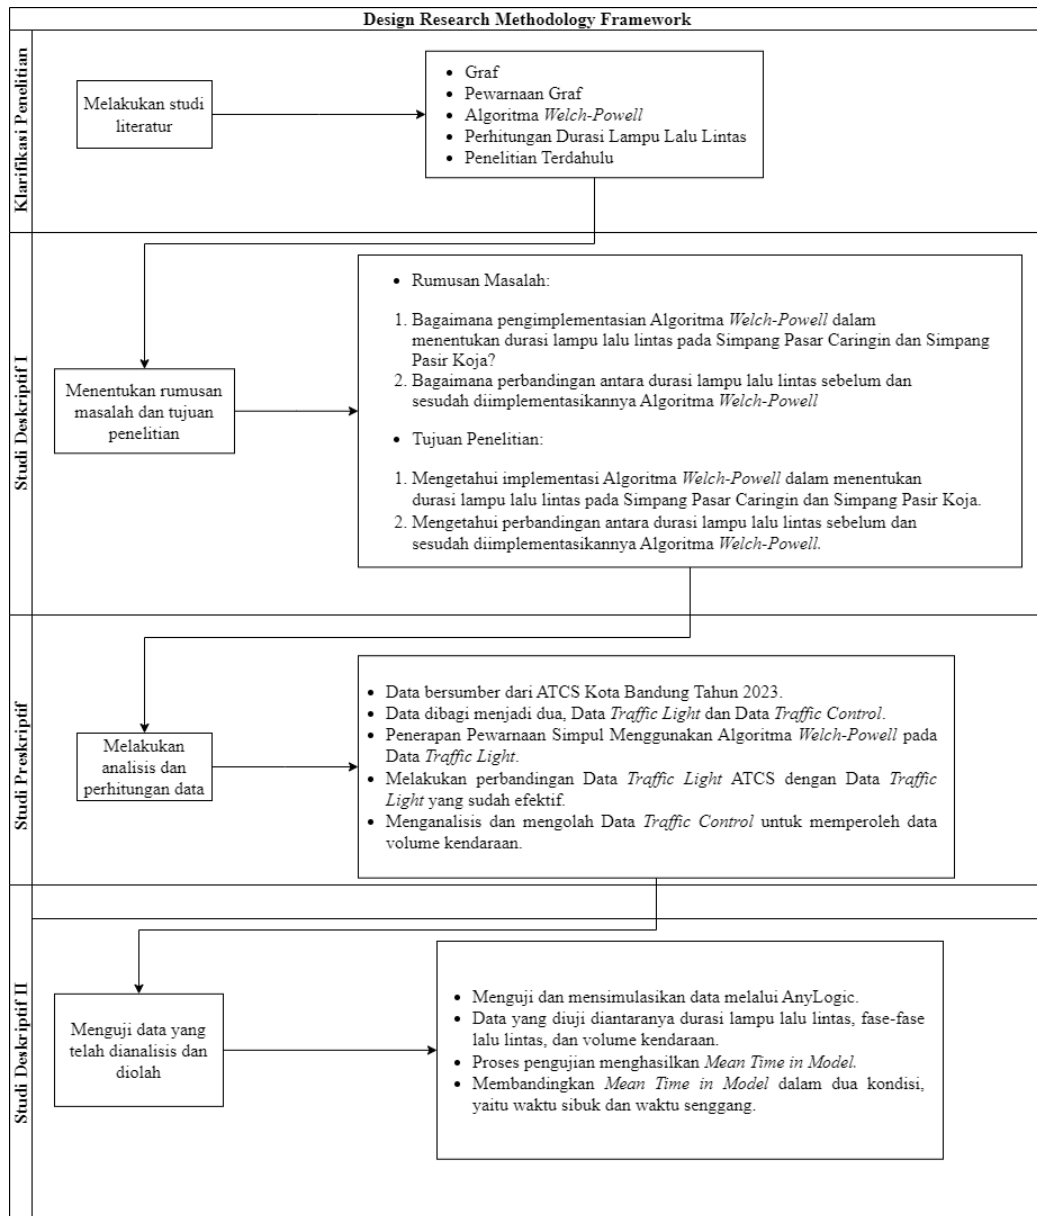 Design Research Methodology Framework
Klarifikasi Penelitian
Melakukan studi
literatur
• Graf
• Pewarnaan Graf
• Algoritma Welch-Powell
• Perhitungan Durasi Lampu Lalu Lintas
• Penelitian Terdahulu
Studi Deskriptif I
Menentukan rumusan
masalah dan tujuan
penelitian
• Rumusan Masalah:
1. Bagaimana pengimplementasian Algoritma Welch-Powell dalam
menentukan durasi lampu lalu lintas pada Simpang Pasar Caringin dan Simpang
Pasir Koja?
2. Bagaimana perbandingan antara durasi lampu lalu lintas sebelum dan
sesudah diimplementasikannya Algoritma Welch-Powell
• Tujuan Penelitian:
1. Mengetahui implementasi Algoritma Welch-Powell dalam menentukan
durasi lampu lalu lintas pada Simpang Pasar Caringin dan Simpang Pasir Koja.
2. Mengetahui perbandingan antara durasi lampu lalu lintas sebelum dan
sesudah diimplementasikannya Algoritma Welch-Powell.
Studi Preskriptif
Melakukan
analisis dan
perhitungan data
• Data bersumber dari ATCS Kota Bandung Tahun 2023.
• Data dibagi menjadi dua, Data Traffic Light dan Data Traffic Control.
• Penerapan Pewarnaan Simpul Menggunakan Algoritma Welch-Powell pada
Data Traffic Light.
• Melakukan perbandingan Data Traffic Light ATCS dengan Data Traffic
Light yang sudah efektif.
• Menganalisis dan mengolah Data Traffic Control untuk memperoleh data
volume kendaraan.
Studi Deskriptif II
Menguji data yang
telah dianalisis dan
diolah
• Menguji dan mensimulasikan data melalui AnyLogic.
• Data yang diuji diantaranya durasi lampu lalu lintas, fase-fase
lalu lintas, dan volume kendaraan.
• Proses pengujian menghasilkan Mean Time in Model.
• Membandingkan Mean Time in Model dalam dua kondisi,
yaitu waktu sibuk dan waktu senggang.